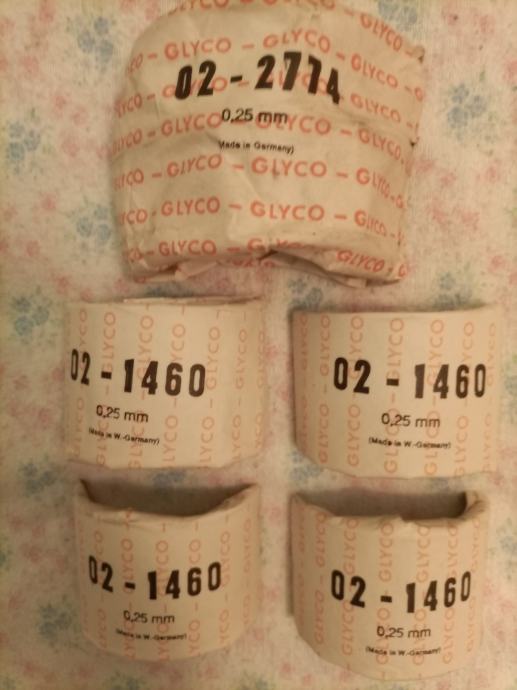 GLYCO – GLYCO – GLYCO
02-2774
0,25 mm
(Made in Germany)
GLYCO – GLYCO – GLYCO
GLYCO – GLYCO –
02-1460
0,25 mm
(Made in W.-Germany)
02-1460
0,25 mm
(Made in W.-Germany)
02-1460
0,25 mm
(Made in W.-Germany)
02-1460
0,25 mm
(Made in W.-Germany)